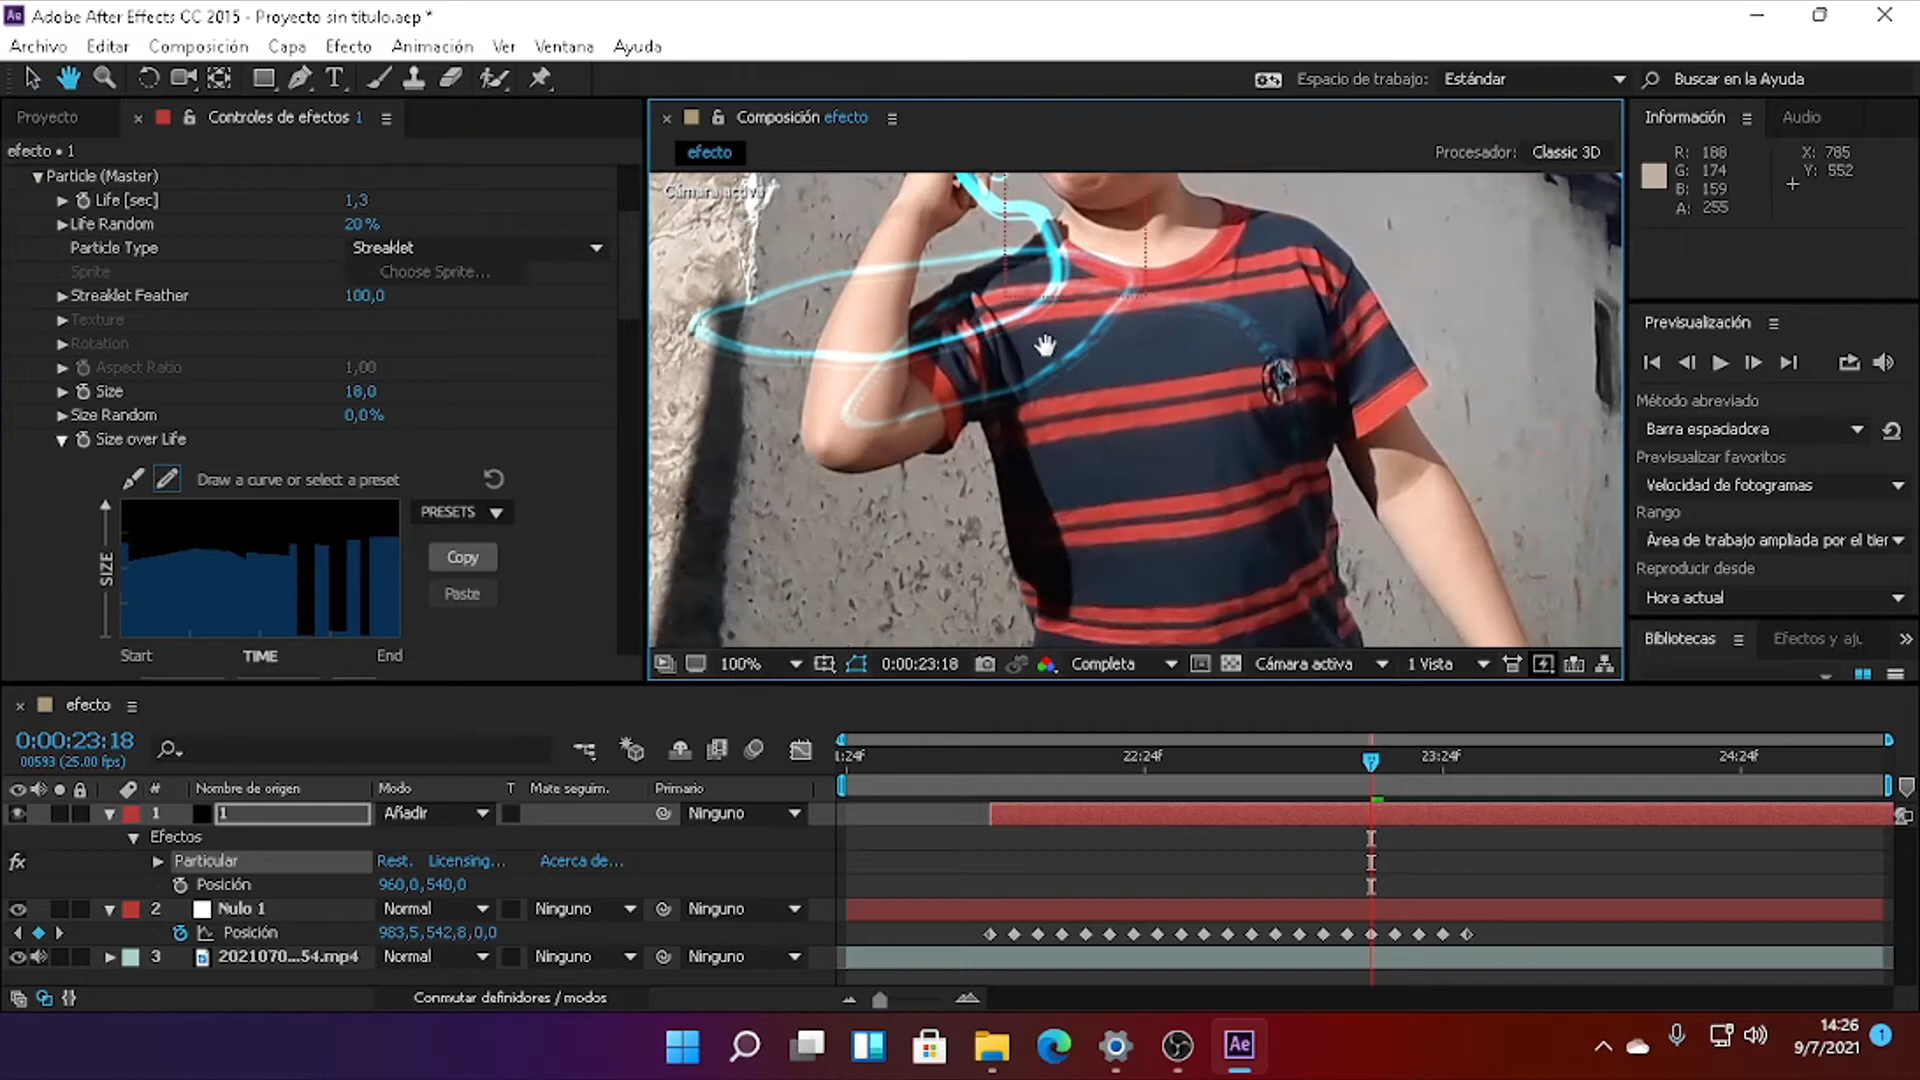 Adobe After Effects CC 2015 - Proyecto sin título.aep *
Archivo Editar Composición Capa Efecto Animación Ver Ventana Ayuda
Espacio de trabajo: Estándar Buscar en la Ayuda
Proyecto Controles de efectos 1
efecto • 1
Particle (Master)
Life [sec] 1,3
Life Random 20%
Particle Type Streaklet
Sprite Choose Sprite...
Streaklet Feather 100,0
Texture
Rotation
Aspect Ratio 1,00
Size 18,0
Size Random 0,0%
Size over Life
Draw a curve or select a preset
PRESETS
Copy
Paste
SIZE
Start TIME End
Composición efecto
efecto Procesador: Classic 3D
Cámara activa
100% 0:00:23:18 Completa Cámara activa 1 Vista
Información Audio
R: 188 X: 785
G: 174 Y: 552
B: 159
A: 255
Previsualización
Método abreviado
Barra espaciadora
Previsualizar favoritos
Velocidad de fotogramas
Rango
Área de trabajo ampliada por el tier
Reproducir desde
Hora actual
Bibliotecas Efectos y aju
efecto
0:00:23:18
00593 (25.00 fps)
1:24f 22:24f 23:24f 24:24f
# Nombre de origen Modo T Mate seguim. Primario
1 1 Añadir Ninguno
Efectos
fx Particular Rest. Licensing... Acerca de...
Posición 960,0,540,0
2 Nulo 1 Normal Ninguno Ninguno
Posición 983,5,542,8,0,0
3 2021070...54.mp4 Normal Ninguno Ninguno
Conmutar definidores / modos
Ae
14:26
9/7/2021
1